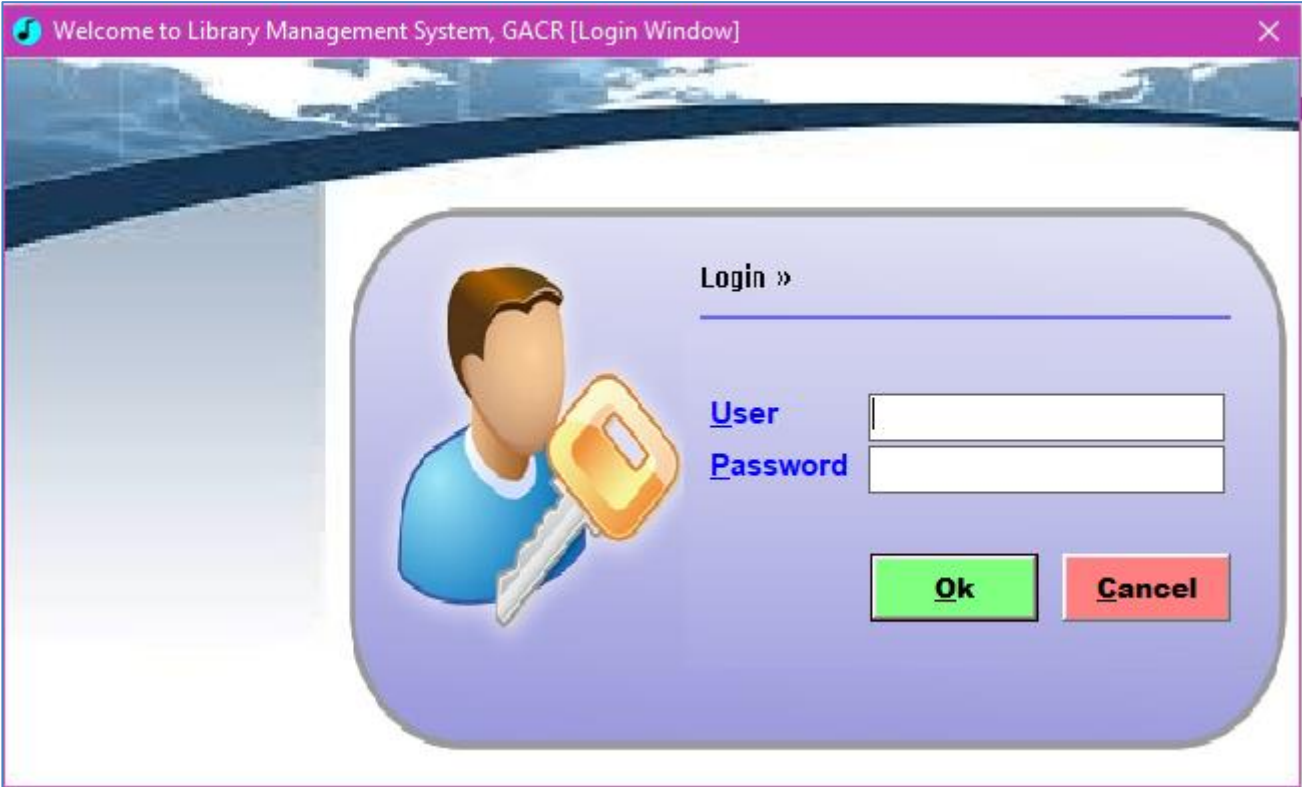 Welcome to Library Management System, GACR [Login Window]
Login »
User
Password
Ok
Cancel